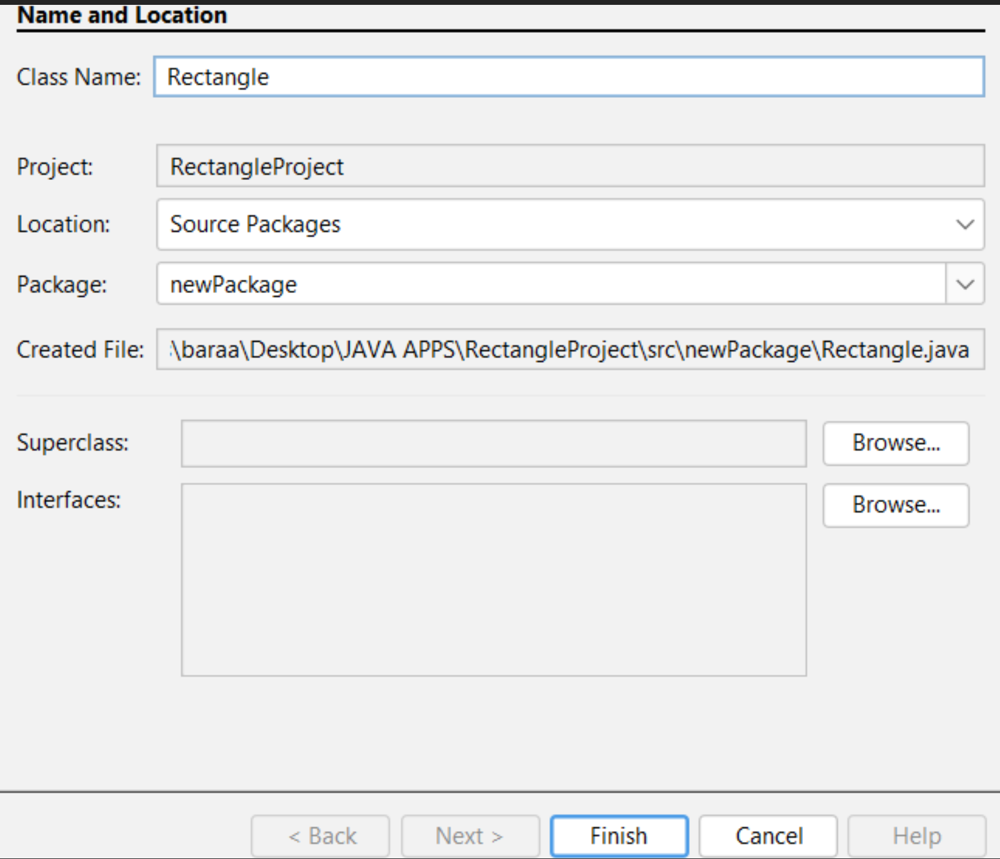 Name and Location
Class Name: Rectangle
Project: RectangleProject
Location: Source Packages
Package: newPackage
Created File: \baraa\Desktop\JAVA APPS\RectangleProject\src\newPackage\Rectangle.java
Superclass: Browse...
Interfaces: Browse...
< Back Next > Finish Cancel Help